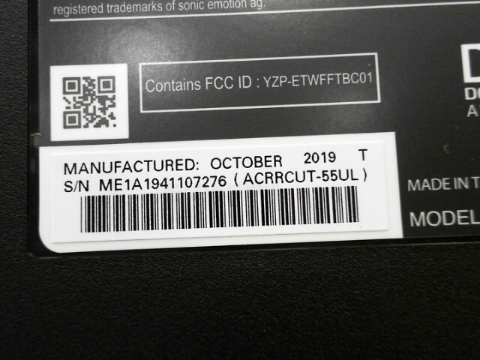 registered trademarks of sonic emotion ag.
Contains FCC ID : YZP-ETWFFTBC01
D
DO
A
MANUFACTURED: OCTOBER 2019 T
S/N ME1A1941107276 ( ACRRCUT-55UL )
MADE IN T
MODEL